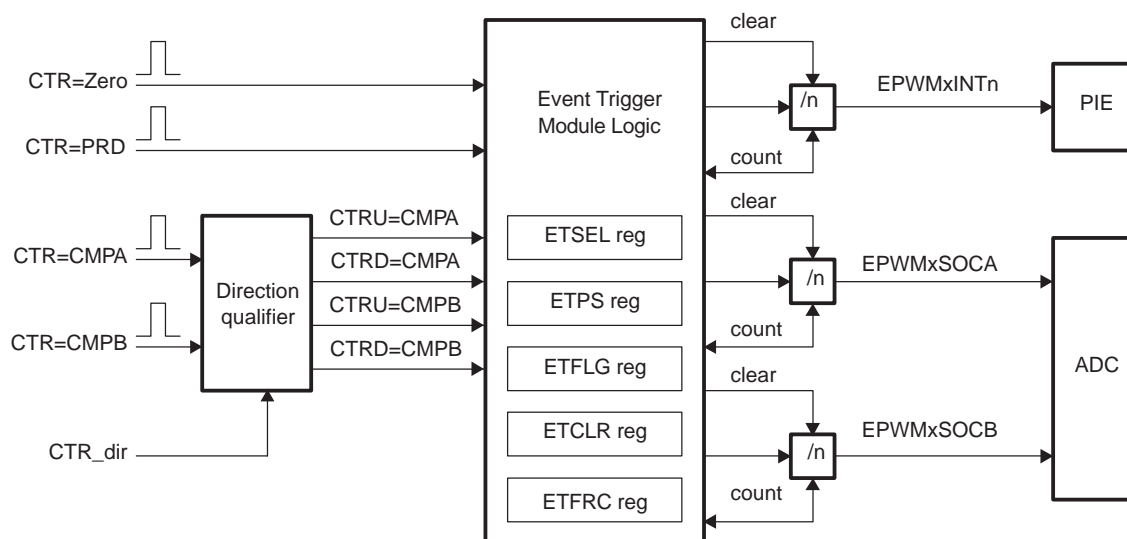 CTR=Zero
CTR=PRD
CTR=CMPA
CTR=CMPB
CTR_dir
Direction
qualifier
CTRU=CMPA
CTRD=CMPA
CTRU=CMPB
CTRD=CMPB
Event Trigger
Module Logic
ETSEL reg
ETPS reg
ETFLG reg
ETCLR reg
ETFRC reg
clear
/n
count
EPWMxINTn
PIE
clear
/n
count
EPWMxSOCA
clear
/n
count
EPWMxSOCB
ADC